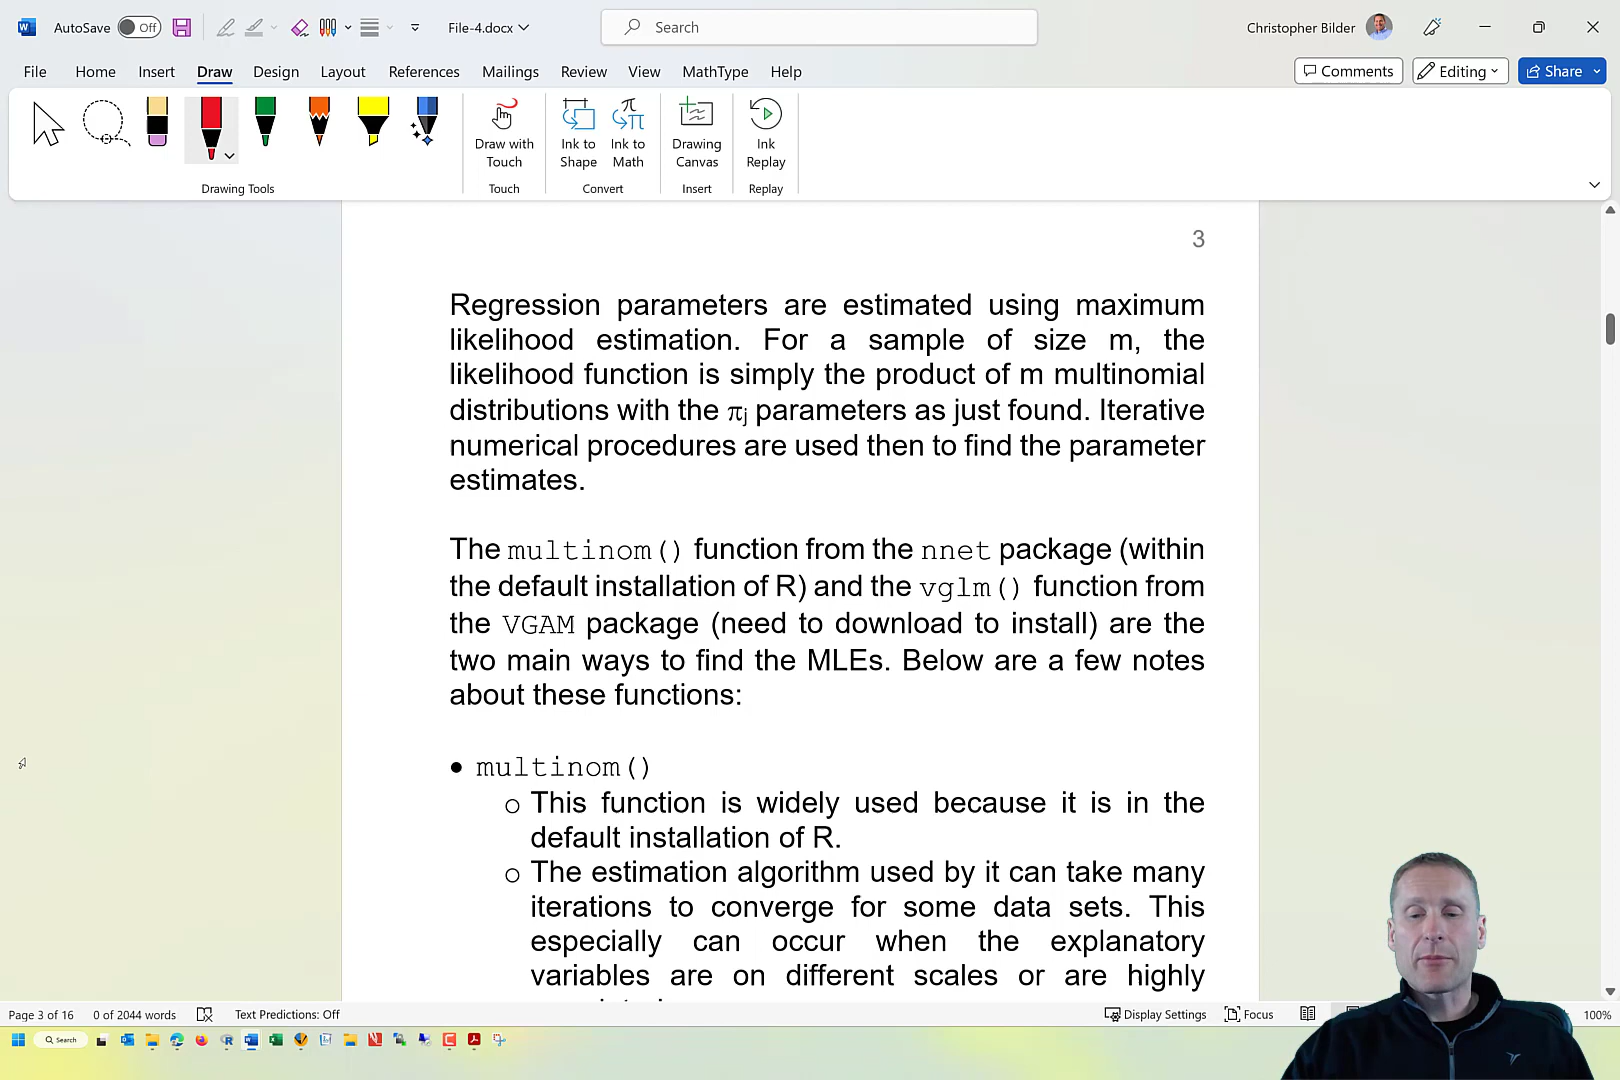 AutoSave Off File-4.docx Search Christopher Bilder
File Home Insert Draw Design Layout References Mailings Review View MathType Help Comments Editing Share
Draw with Touch
Ink to Shape
Ink to Math
Drawing Canvas
Ink Replay
Drawing Tools Touch Convert Insert Replay
3
Regression parameters are estimated using maximum
likelihood estimation. For a sample of size m, the
likelihood function is simply the product of m multinomial
distributions with the πj parameters as just found. Iterative
numerical procedures are used then to find the parameter
estimates.
The multinom() function from the nnet package (within
the default installation of R) and the vglm() function from
the VGAM package (need to download to install) are the
two main ways to find the MLEs. Below are a few notes
about these functions:
• multinom()
o This function is widely used because it is in the
default installation of R.
o The estimation algorithm used by it can take many
iterations to converge for some data sets. This
especially can occur when the explanatory
variables are on different scales or are highly
Page 3 of 16 0 of 2044 words Text Predictions: Off Display Settings Focus 100%
Search